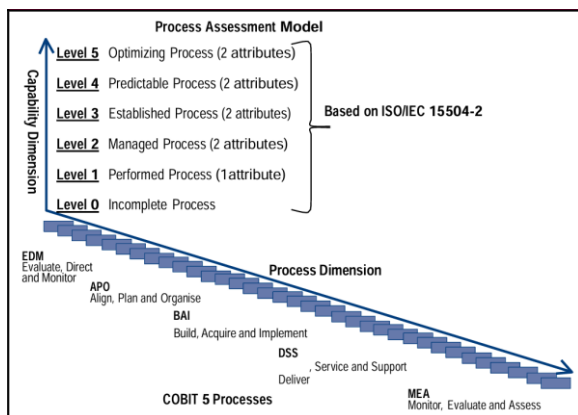 Process Assessment Model
Level 5 Optimizing Process (2 attributes)
Level 4 Predictable Process (2 attributes)
Level 3 Established Process (2 attributes)
Level 2 Managed Process (2 attributes)
Level 1 Performed Process (1attribute)
Level 0 Incomplete Process
Capability Dimension
Based on ISO/IEC 15504-2
Process Dimension
EDM
Evaluate, Direct
and Monitor
APO
Align, Plan and Organise
BAI
Build, Acquire and Implement
DSS
, Service and Support
Deliver
MEA
Monitor, Evaluate and Assess
COBIT 5 Processes